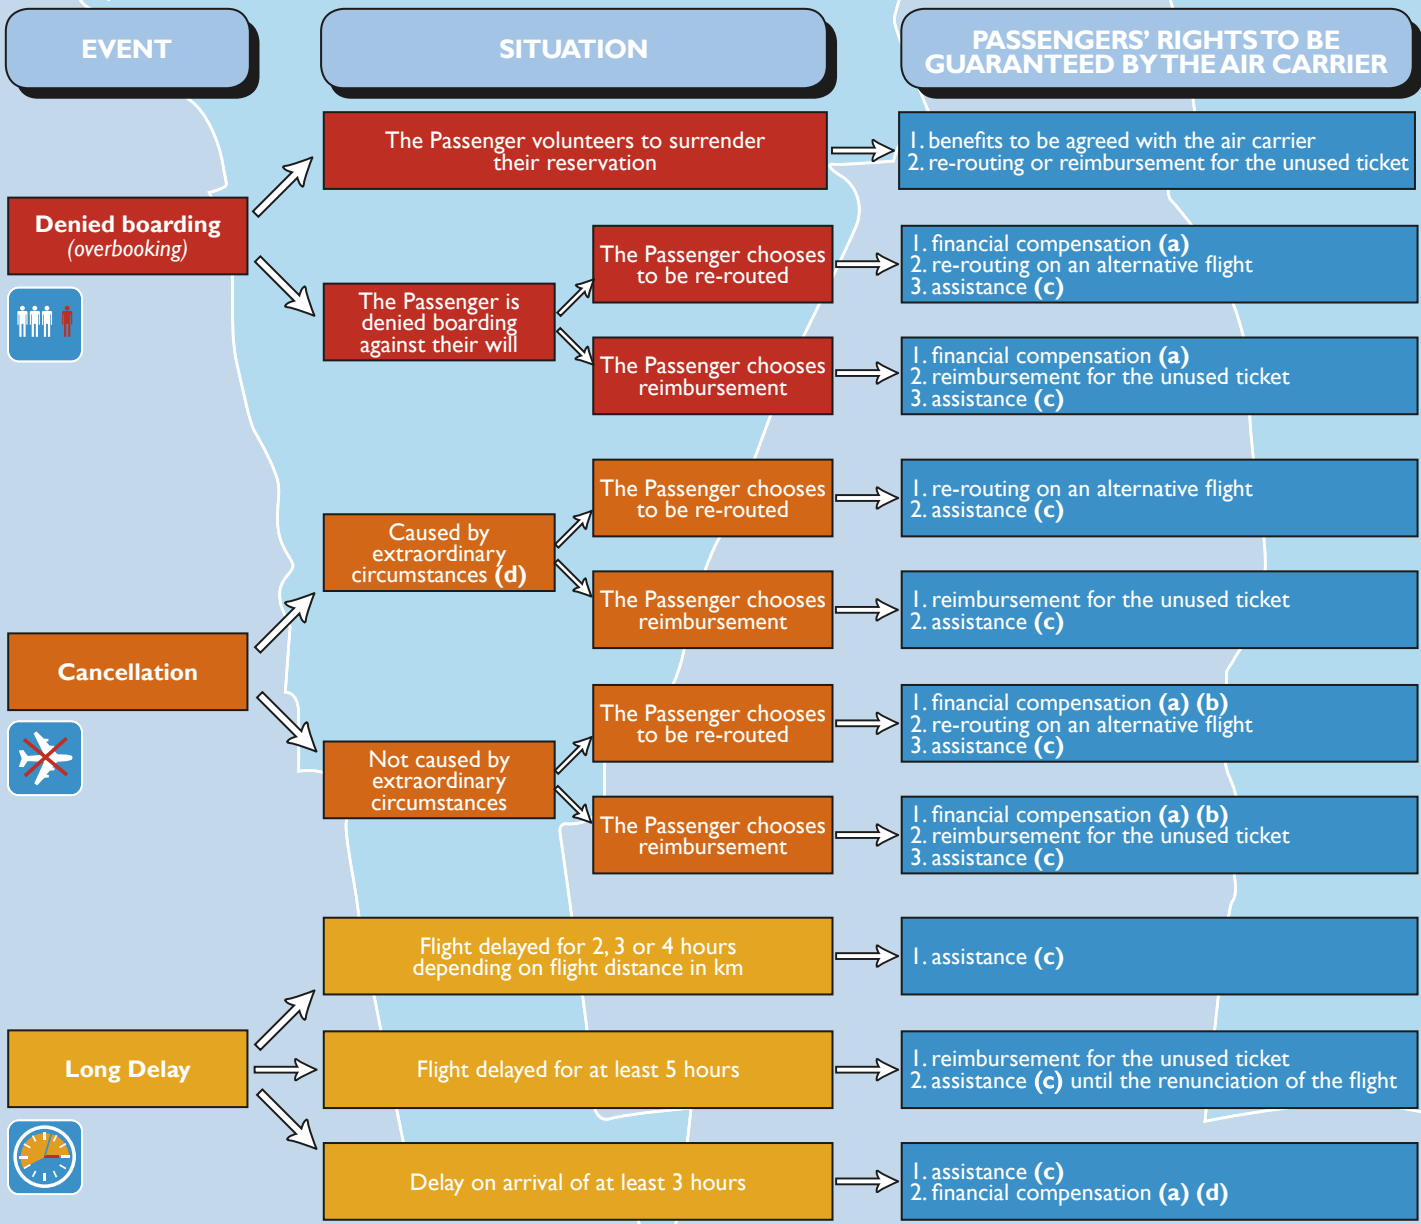 EVENT
SITUATION
PASSENGERS' RIGHTS TO BE
GUARANTEED BY THE AIR CARRIER
Denied boarding
(overbooking)
The Passenger volunteers to surrender
their reservation
1. benefits to be agreed with the air carrier
2. re-routing or reimbursement for the unused ticket
The Passenger is
denied boarding
against their will
The Passenger chooses
to be re-routed
1. financial compensation (a)
2. re-routing on an alternative flight
3. assistance (c)
The Passenger chooses
reimbursement
1. financial compensation (a)
2. reimbursement for the unused ticket
3. assistance (c)
Cancellation
Caused by
extraordinary
circumstances (d)
The Passenger chooses
to be re-routed
1. re-routing on an alternative flight
2. assistance (c)
The Passenger chooses
reimbursement
1. reimbursement for the unused ticket
2. assistance (c)
Not caused by
extraordinary
circumstances
The Passenger chooses
to be re-routed
1. financial compensation (a) (b)
2. re-routing on an alternative flight
3. assistance (c)
The Passenger chooses
reimbursement
1. financial compensation (a) (b)
2. reimbursement for the unused ticket
3. assistance (c)
Long Delay
Flight delayed for 2, 3 or 4 hours
depending on flight distance in km
1. assistance (c)
Flight delayed for at least 5 hours
1. reimbursement for the unused ticket
2. assistance (c) until the renunciation of the flight
Delay on arrival of at least 3 hours
1. assistance (c)
2. financial compensation (a) (d)